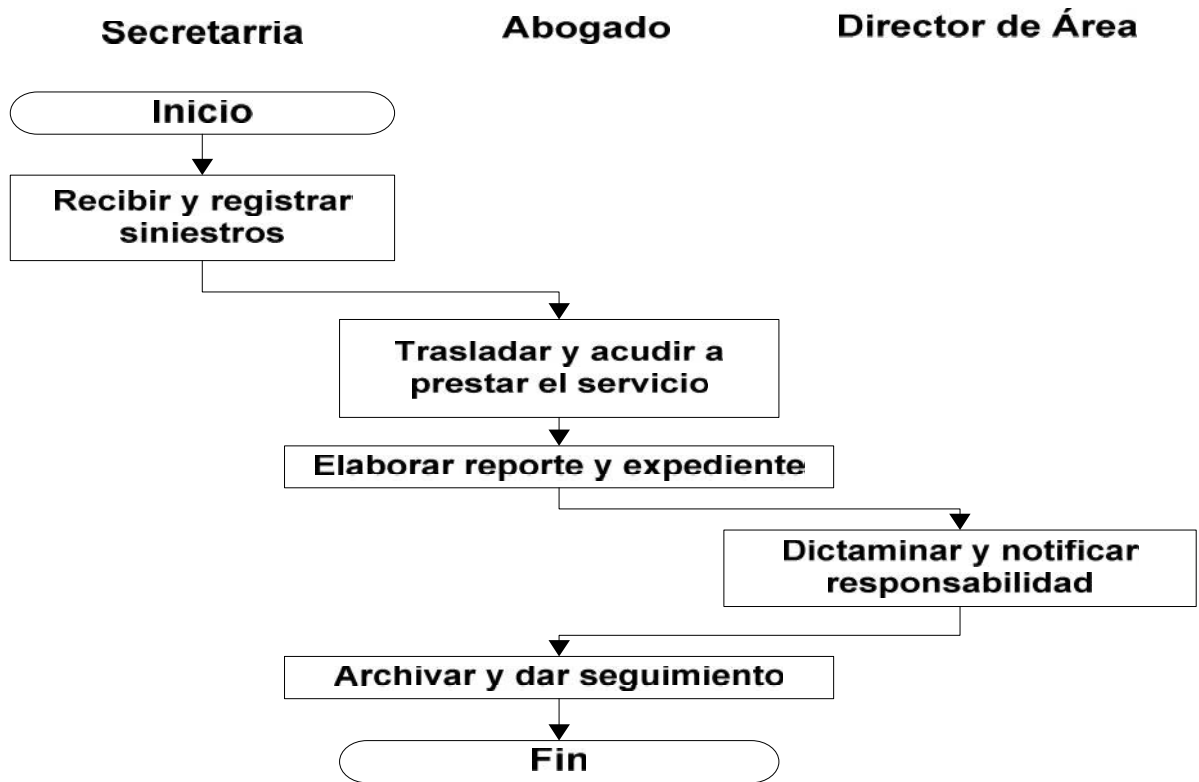 Secretarria
Abogado
Director de Área
Inicio
Recibir y registrar
siniestros
Trasladar y acudir a
prestar el servicio
Elaborar reporte y expediente
Dictaminar y notificar
responsabilidad
Archivar y dar seguimiento
Fin